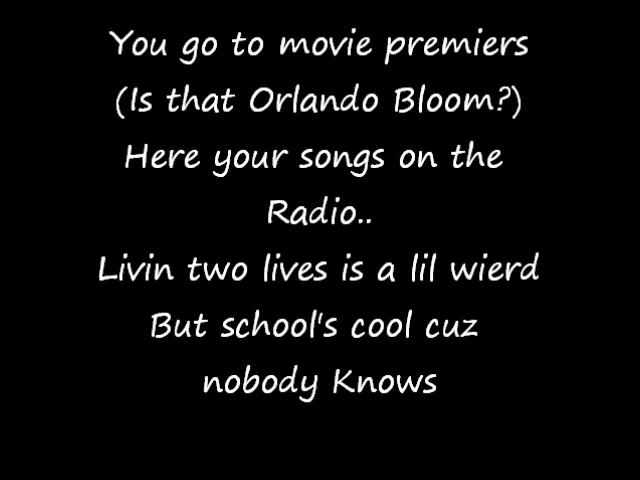 You go to movie premiers
(Is that Orlando Bloom?)
Here your songs on the
Radio..
Livin two lives is a lil wierd
But school's cool cuz
nobody Knows